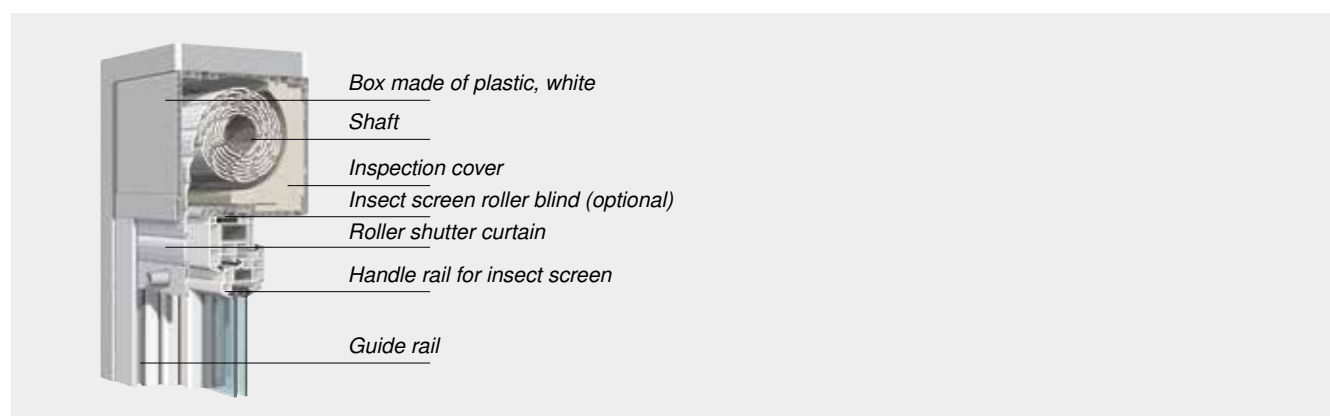 Box made of plastic, white
Shaft
Inspection cover
Insect screen roller blind (optional)
Roller shutter curtain
Handle rail for insect screen
Guide rail